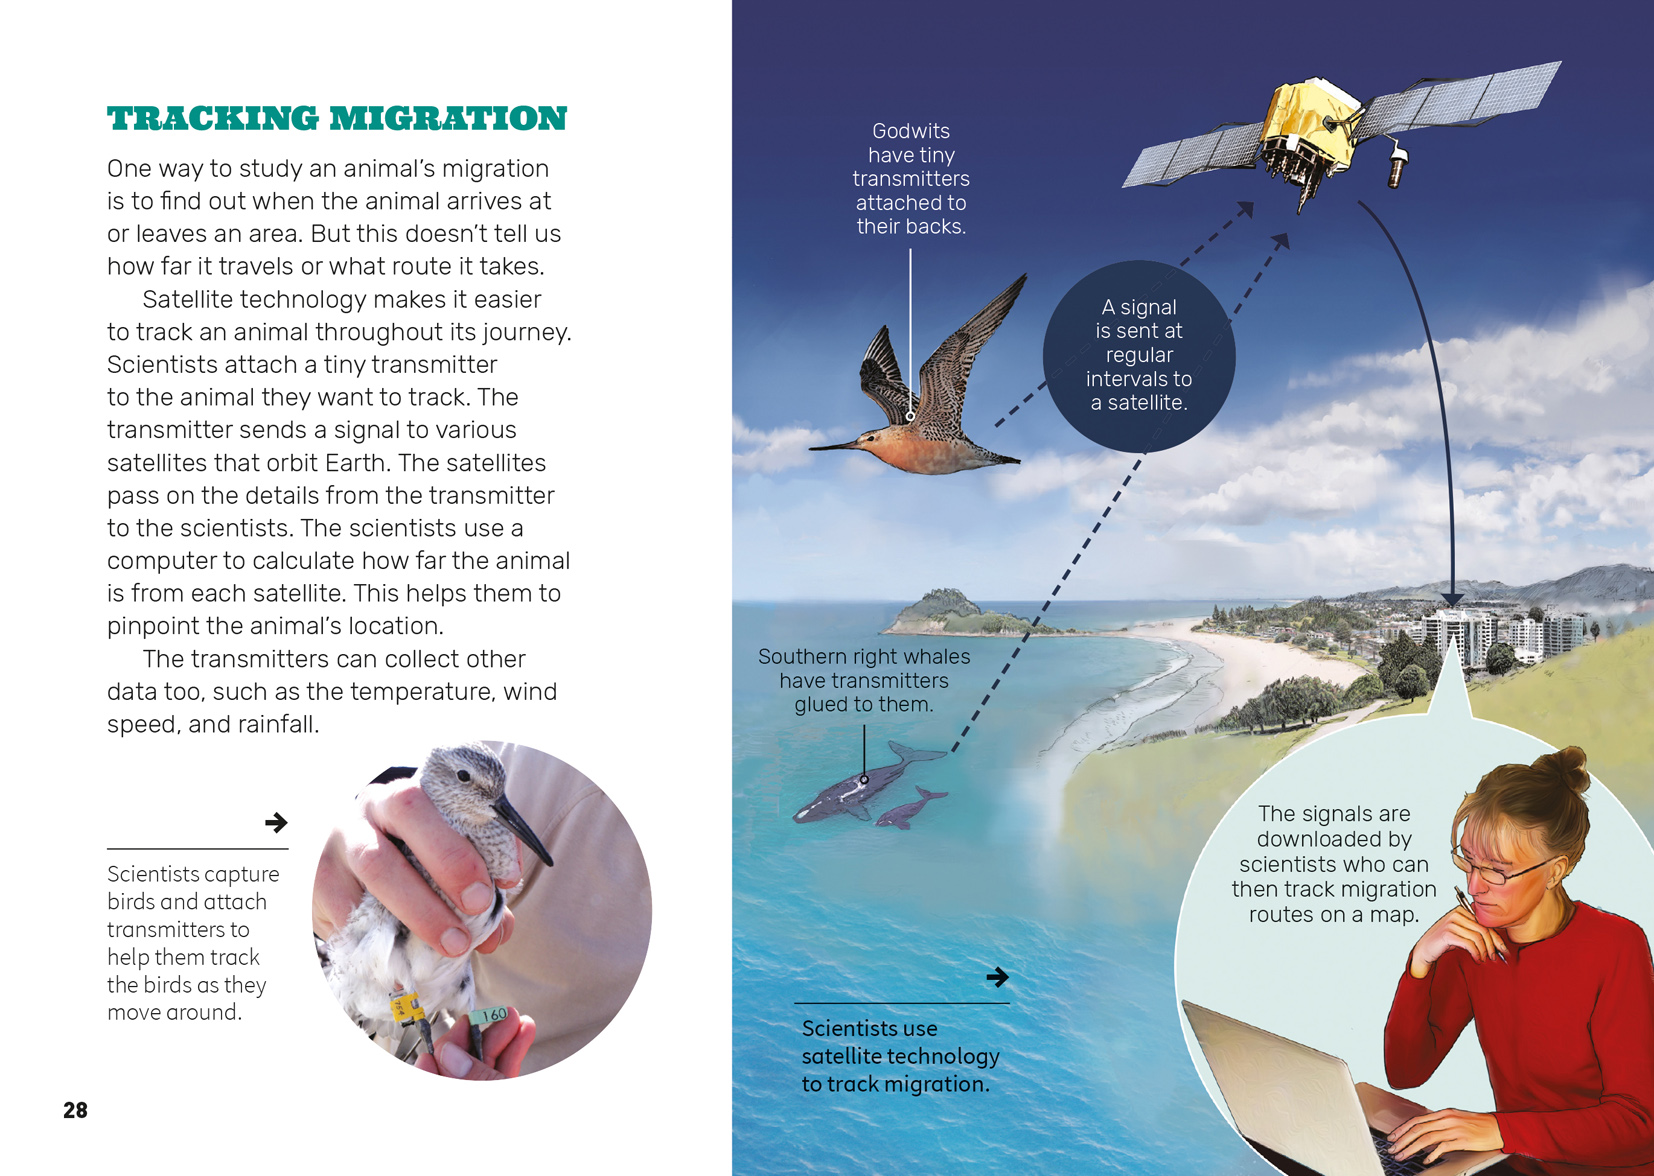 TRACKING MIGRATION
One way to study an animal's migration
is to find out when the animal arrives at
or leaves an area. But this doesn't tell us
how far it travels or what route it takes.
Satellite technology makes it easier
to track an animal throughout its journey.
Scientists attach a tiny transmitter
to the animal they want to track. The
transmitter sends a signal to various
satellites that orbit Earth. The satellites
pass on the details from the transmitter
to the scientists. The scientists use a
computer to calculate how far the animal
is from each satellite. This helps them to
pinpoint the animal's location.
The transmitters can collect other
data too, such as the temperature, wind
speed, and rainfall.
Scientists capture
birds and attach
transmitters to
help them track
the birds as they
move around.
754
160
28
Godwits
have tiny
transmitters
attached to
their backs.
A signal
is sent at
regular
intervals to
a satellite.
Southern right whales
have transmitters
glued to them.
The signals are
downloaded by
scientists who can
then track migration
routes on a map.
Scientists use
satellite technology
to track migration.